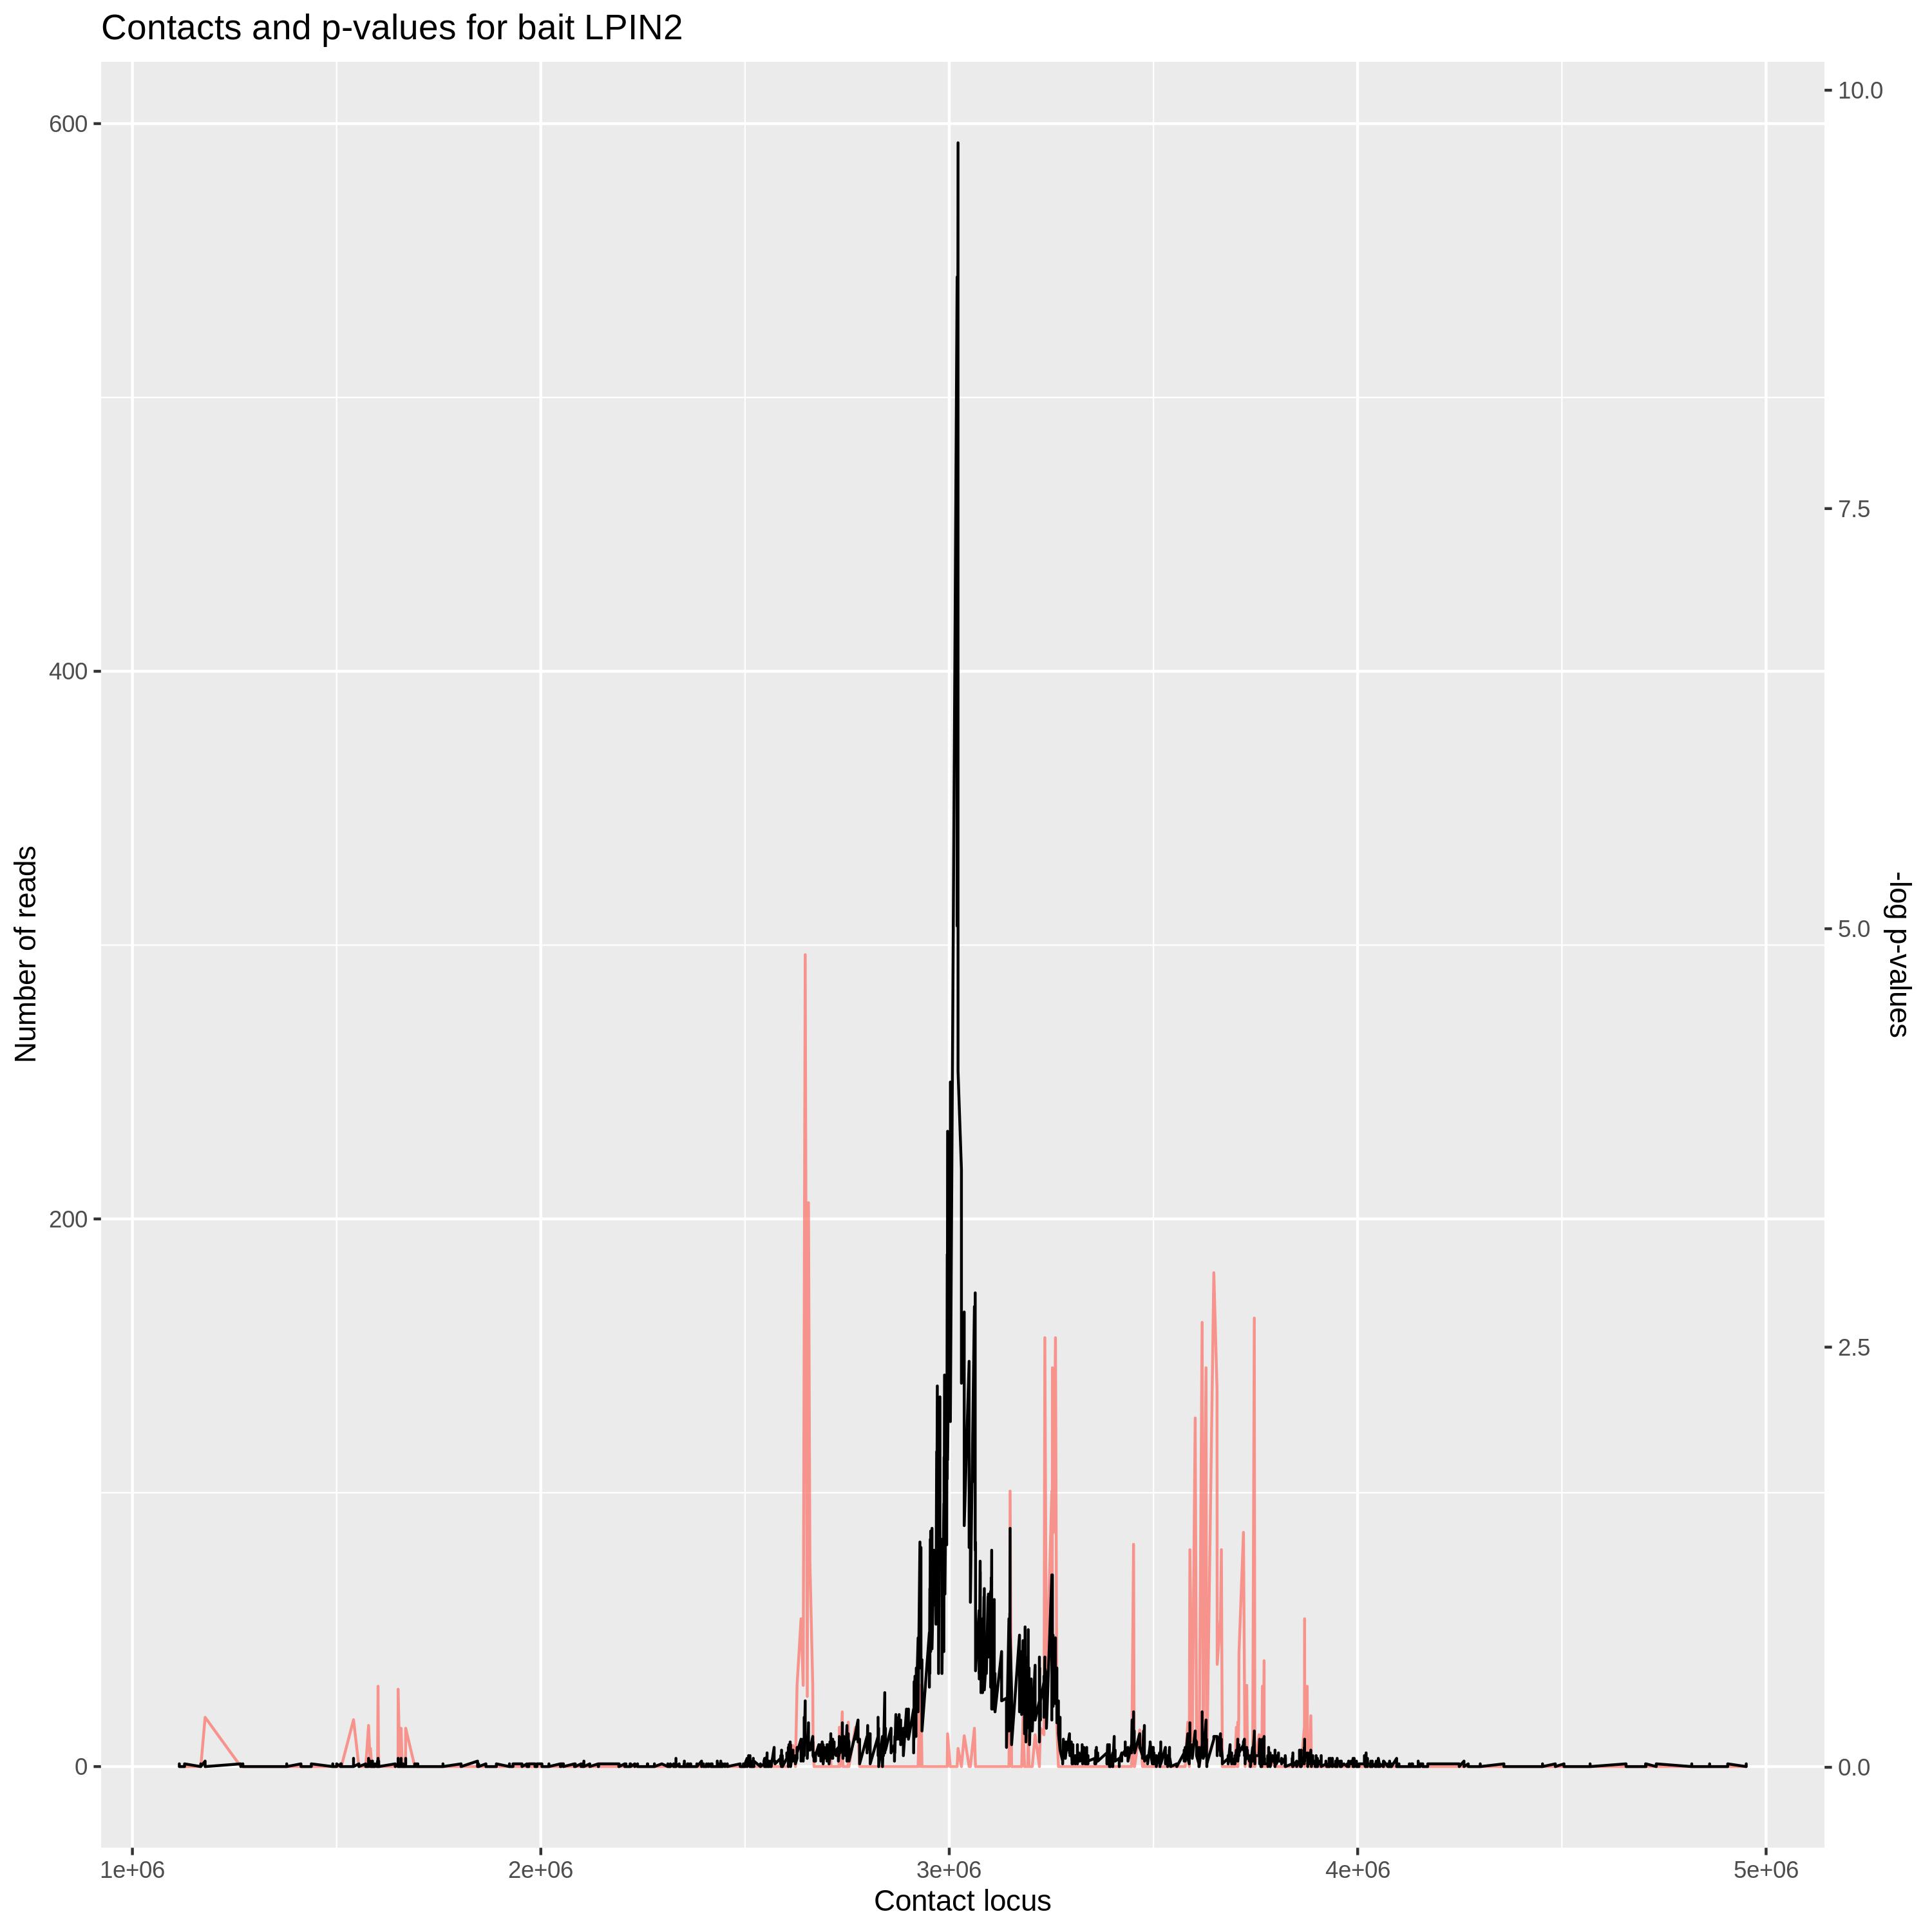 Contacts and p-values for bait LPIN2
600
400
200
0
Number of reads
10.0
7.5
5.0
2.5
0.0
-log p-values
1e+06
2e+06
3e+06
4e+06
5e+06
Contact locus